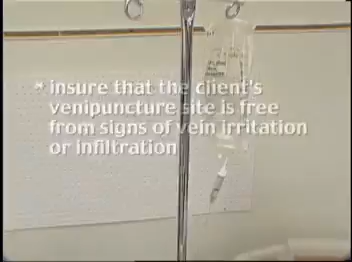 * insure that the client's
venipuncture site is free
from signs of vein irritation
or infiltration